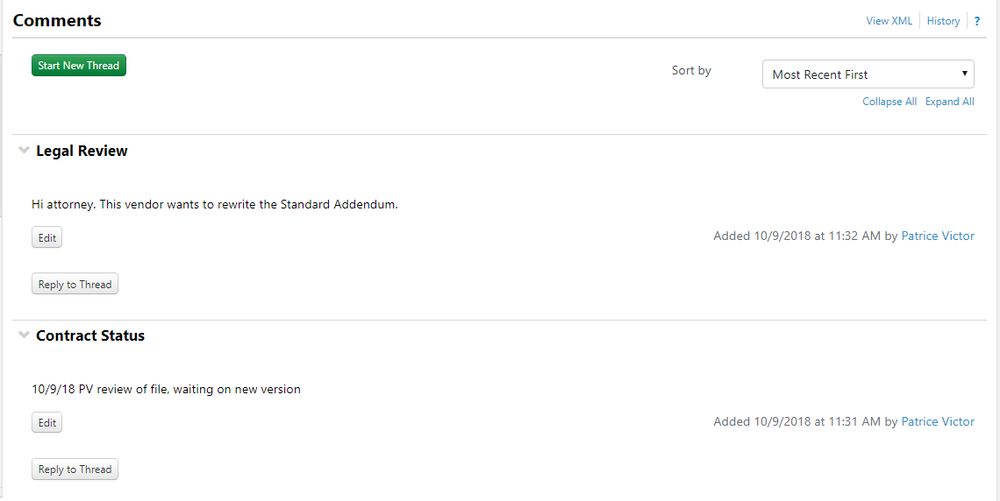 Comments
View XML History ?
Start New Thread
Sort by
Most Recent First
Collapse All Expand All
Legal Review
Hi attorney. This vendor wants to rewrite the Standard Addendum.
Edit
Added 10/9/2018 at 11:32 AM by Patrice Victor
Reply to Thread
Contract Status
10/9/18 PV review of file, waiting on new version
Edit
Added 10/9/2018 at 11:31 AM by Patrice Victor
Reply to Thread